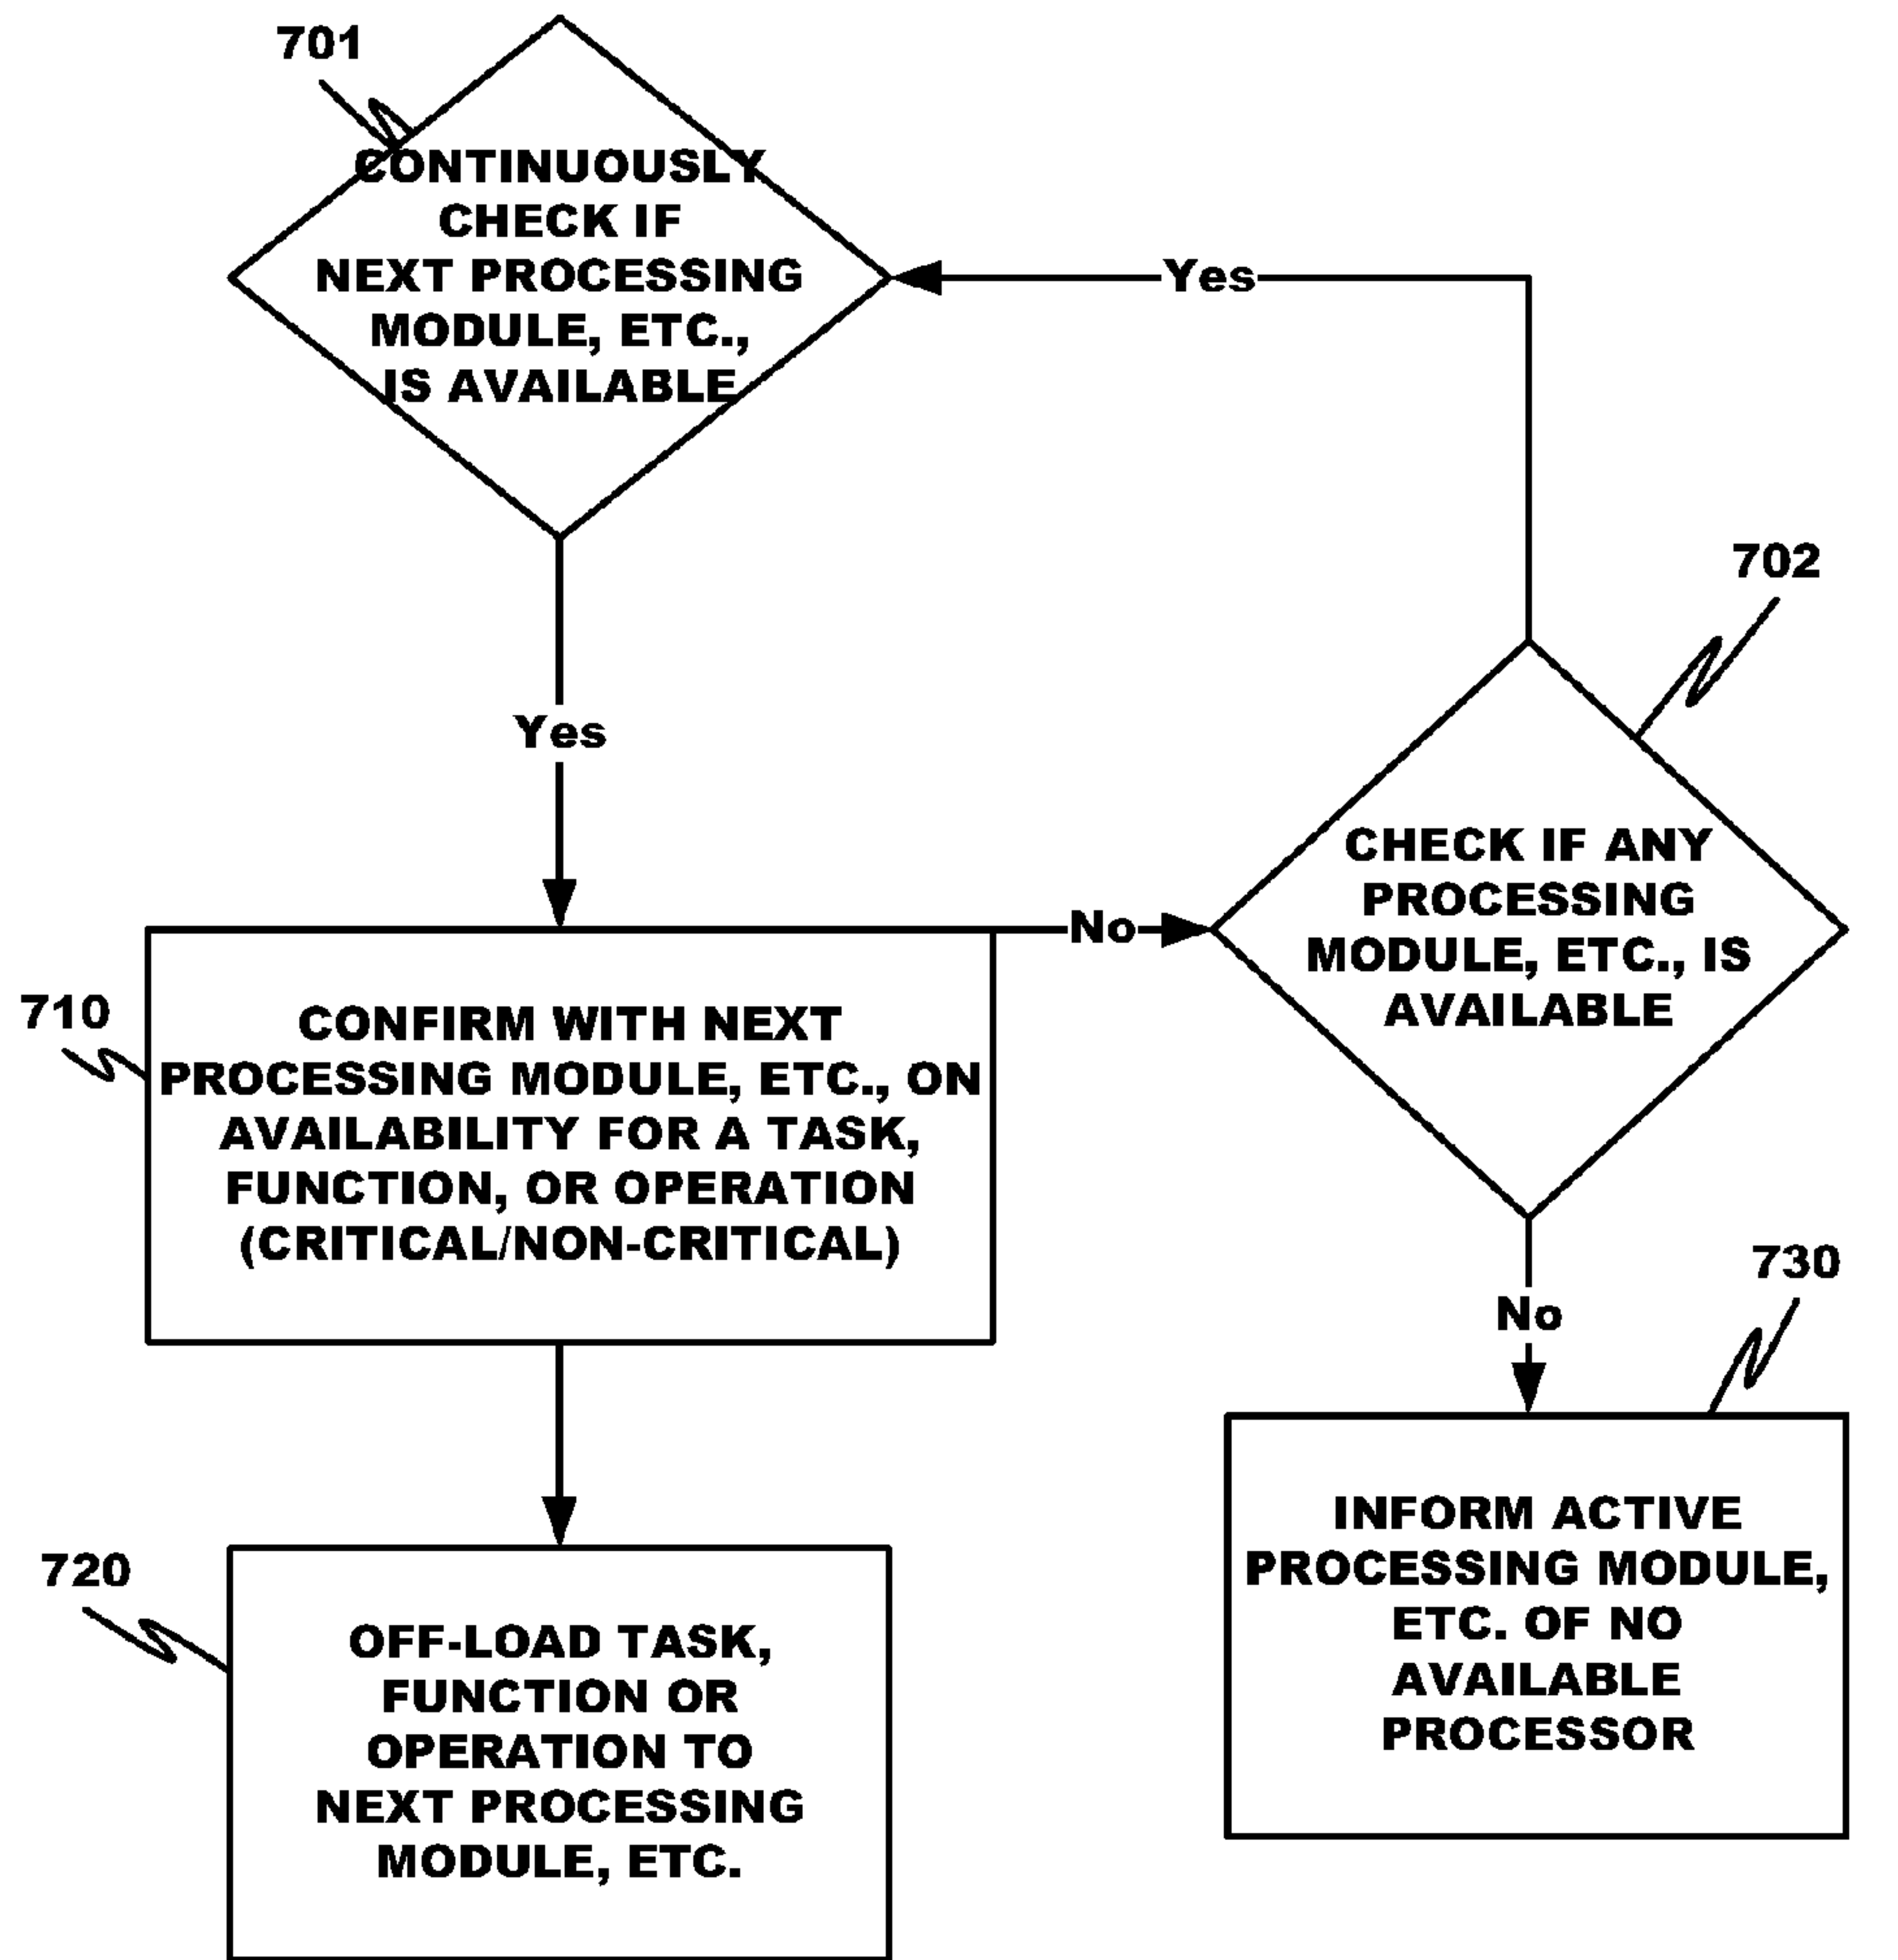 701
CONTINUOUSLY
CHECK IF
NEXT PROCESSING
MODULE, ETC.,
IS AVAILABLE
Yes
Yes
702
CHECK IF ANY
PROCESSING
MODULE, ETC., IS
AVAILABLE
No
710
CONFIRM WITH NEXT
PROCESSING MODULE, ETC., ON
AVAILABILITY FOR A TASK,
FUNCTION, OR OPERATION
(CRITICAL/NON-CRITICAL)
No
730
INFORM ACTIVE
PROCESSING MODULE,
ETC. OF NO
AVAILABLE
PROCESSOR
720
OFF-LOAD TASK,
FUNCTION OR
OPERATION TO
NEXT PROCESSING
MODULE, ETC.